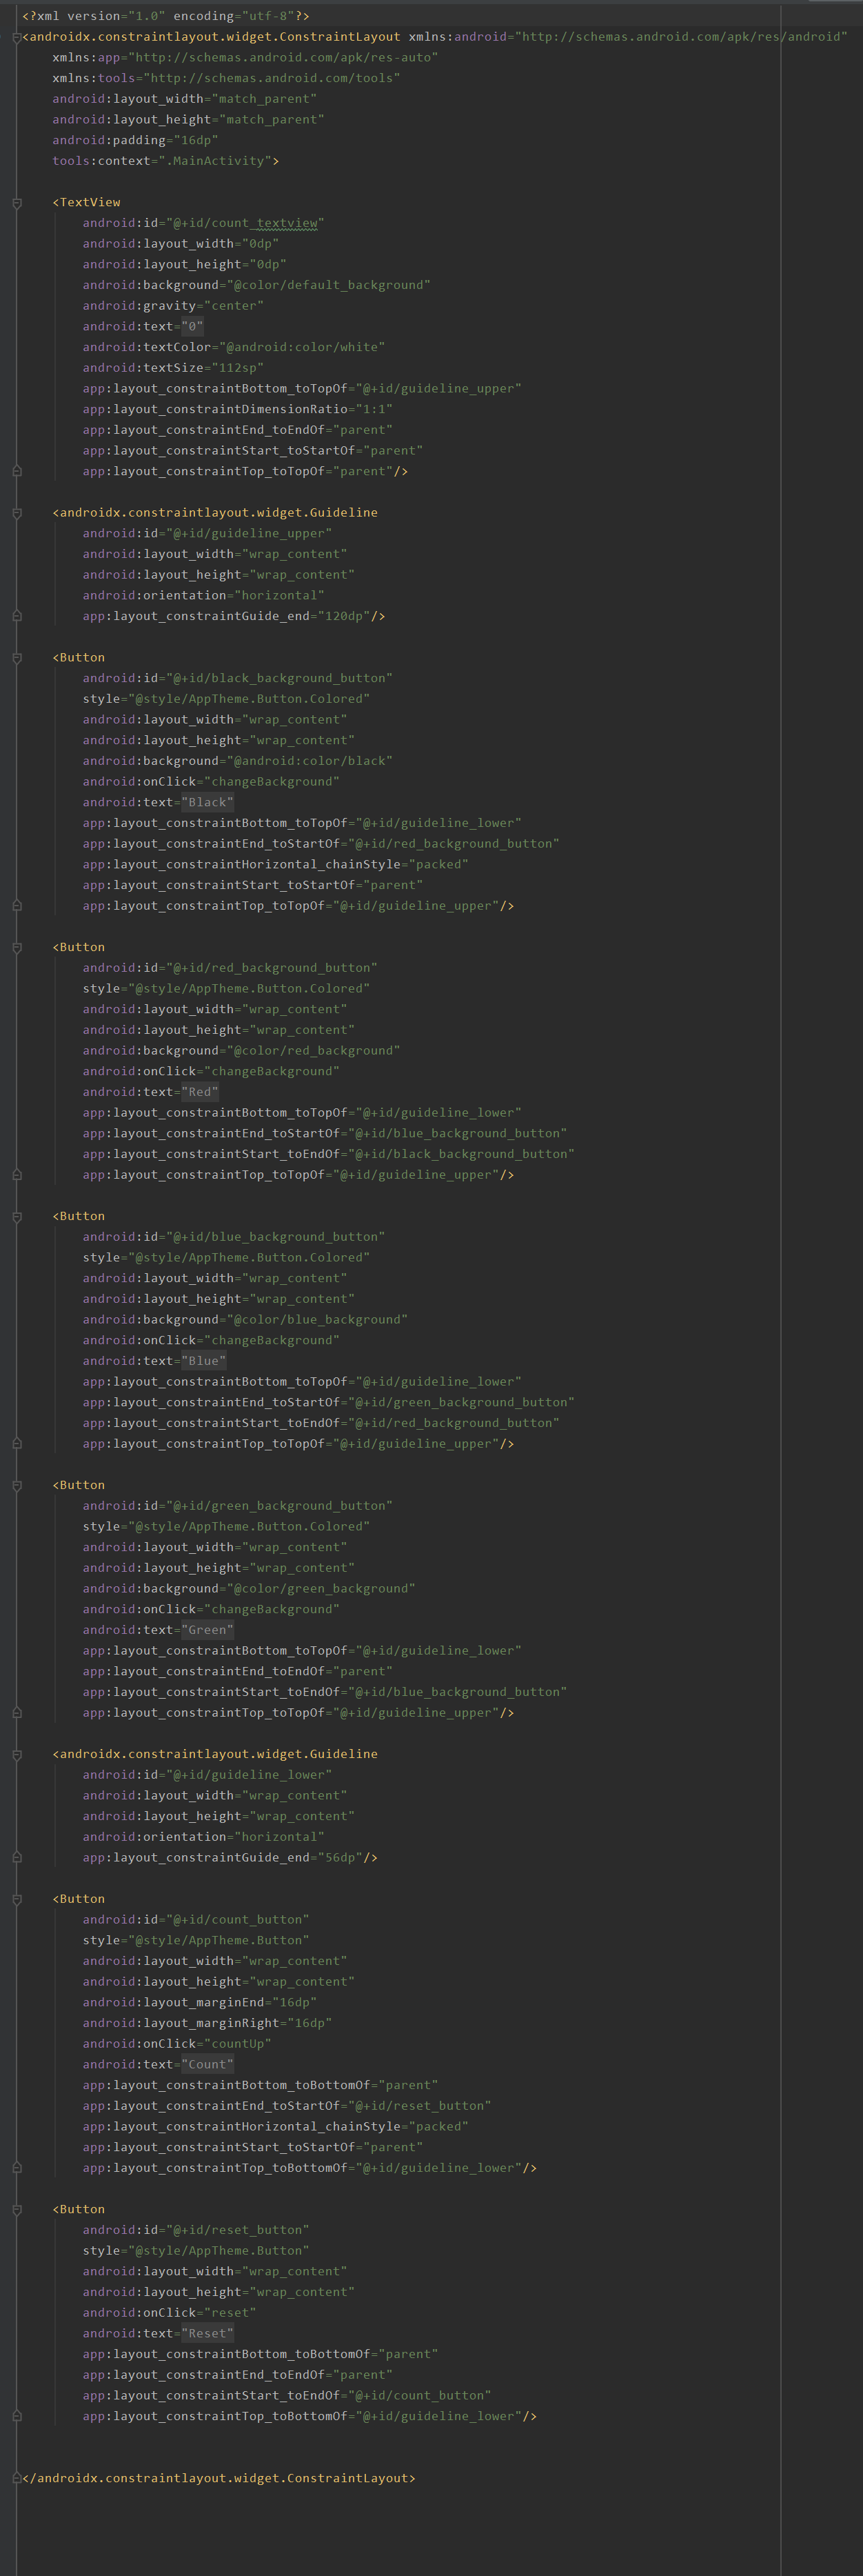 <?xml version="1.0" encoding="utf-8"?>
<androidx.constraintlayout.widget.ConstraintLayout xmlns:android="http://schemas.android.com/apk/res/android"
    xmlns:app="http://schemas.android.com/apk/res-auto"
    xmlns:tools="http://schemas.android.com/tools"
    android:layout_width="match_parent"
    android:layout_height="match_parent"
    android:padding="16dp"
    tools:context=".MainActivity">

    <TextView
        android:id="@+id/count_textview"
        android:layout_width="0dp"
        android:layout_height="0dp"
        android:background="@color/default_background"
        android:gravity="center"
        android:text="0"
        android:textColor="@android:color/white"
        android:textSize="112sp"
        app:layout_constraintBottom_toTopOf="@+id/guideline_upper"
        app:layout_constraintDimensionRatio="1:1"
        app:layout_constraintEnd_toEndOf="parent"
        app:layout_constraintStart_toStartOf="parent"
        app:layout_constraintTop_toTopOf="parent"/>

    <androidx.constraintlayout.widget.Guideline
        android:id="@+id/guideline_upper"
        android:layout_width="wrap_content"
        android:layout_height="wrap_content"
        android:orientation="horizontal"
        app:layout_constraintGuide_end="120dp"/>

    <Button
        android:id="@+id/black_background_button"
        style="@style/AppTheme.Button.Colored"
        android:layout_width="wrap_content"
        android:layout_height="wrap_content"
        android:background="@android:color/black"
        android:onClick="changeBackground"
        android:text="Black"
        app:layout_constraintBottom_toTopOf="@+id/guideline_lower"
        app:layout_constraintEnd_toStartOf="@+id/red_background_button"
        app:layout_constraintHorizontal_chainStyle="packed"
        app:layout_constraintStart_toStartOf="parent"
        app:layout_constraintTop_toTopOf="@+id/guideline_upper"/>

    <Button
        android:id="@+id/red_background_button"
        style="@style/AppTheme.Button.Colored"
        android:layout_width="wrap_content"
        android:layout_height="wrap_content"
        android:background="@color/red_background"
        android:onClick="changeBackground"
        android:text="Red"
        app:layout_constraintBottom_toTopOf="@+id/guideline_lower"
        app:layout_constraintEnd_toStartOf="@+id/blue_background_button"
        app:layout_constraintStart_toEndOf="@+id/black_background_button"
        app:layout_constraintTop_toTopOf="@+id/guideline_upper"/>

    <Button
        android:id="@+id/blue_background_button"
        style="@style/AppTheme.Button.Colored"
        android:layout_width="wrap_content"
        android:layout_height="wrap_content"
        android:background="@color/blue_background"
        android:onClick="changeBackground"
        android:text="Blue"
        app:layout_constraintBottom_toTopOf="@+id/guideline_lower"
        app:layout_constraintEnd_toStartOf="@+id/green_background_button"
        app:layout_constraintStart_toEndOf="@+id/red_background_button"
        app:layout_constraintTop_toTopOf="@+id/guideline_upper"/>

    <Button
        android:id="@+id/green_background_button"
        style="@style/AppTheme.Button.Colored"
        android:layout_width="wrap_content"
        android:layout_height="wrap_content"
        android:background="@color/green_background"
        android:onClick="changeBackground"
        android:text="Green"
        app:layout_constraintBottom_toTopOf="@+id/guideline_lower"
        app:layout_constraintEnd_toEndOf="parent"
        app:layout_constraintStart_toEndOf="@+id/blue_background_button"
        app:layout_constraintTop_toTopOf="@+id/guideline_upper"/>

    <androidx.constraintlayout.widget.Guideline
        android:id="@+id/guideline_lower"
        android:layout_width="wrap_content"
        android:layout_height="wrap_content"
        android:orientation="horizontal"
        app:layout_constraintGuide_end="56dp"/>

    <Button
        android:id="@+id/count_button"
        style="@style/AppTheme.Button"
        android:layout_width="wrap_content"
        android:layout_height="wrap_content"
        android:layout_marginEnd="16dp"
        android:layout_marginRight="16dp"
        android:onClick="countUp"
        android:text="Count"
        app:layout_constraintBottom_toBottomOf="parent"
        app:layout_constraintEnd_toStartOf="@+id/reset_button"
        app:layout_constraintHorizontal_chainStyle="packed"
        app:layout_constraintStart_toStartOf="parent"
        app:layout_constraintTop_toBottomOf="@+id/guideline_lower"/>

    <Button
        android:id="@+id/reset_button"
        style="@style/AppTheme.Button"
        android:layout_width="wrap_content"
        android:layout_height="wrap_content"
        android:onClick="reset"
        android:text="Reset"
        app:layout_constraintBottom_toBottomOf="parent"
        app:layout_constraintEnd_toEndOf="parent"
        app:layout_constraintStart_toEndOf="@+id/count_button"
        app:layout_constraintTop_toBottomOf="@+id/guideline_lower"/>


</androidx.constraintlayout.widget.ConstraintLayout>